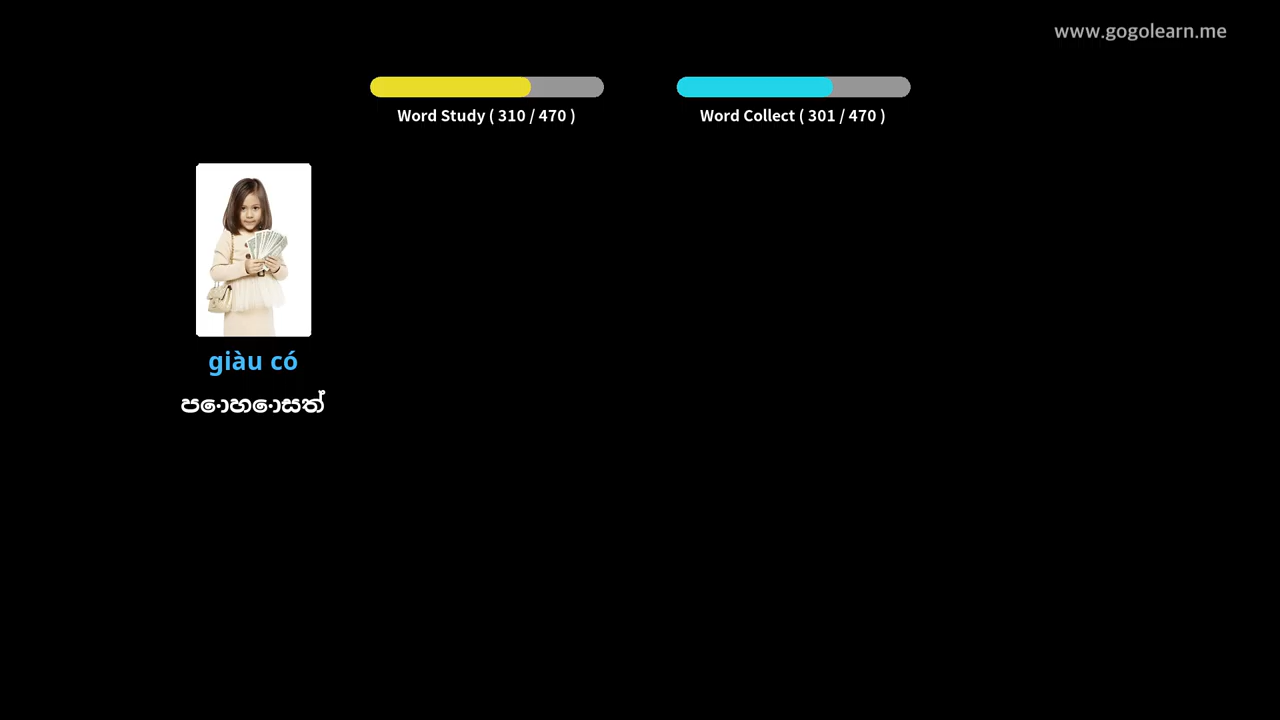 www.gogolearn.me
Word Study ( 310 / 470 )
Word Collect ( 301 / 470 )
giàu có
පොහොසත්